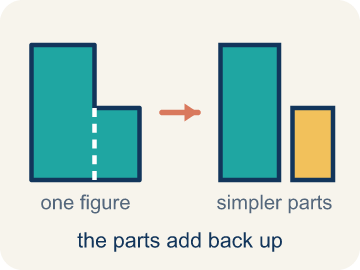 one figure
simpler parts
the parts add back up